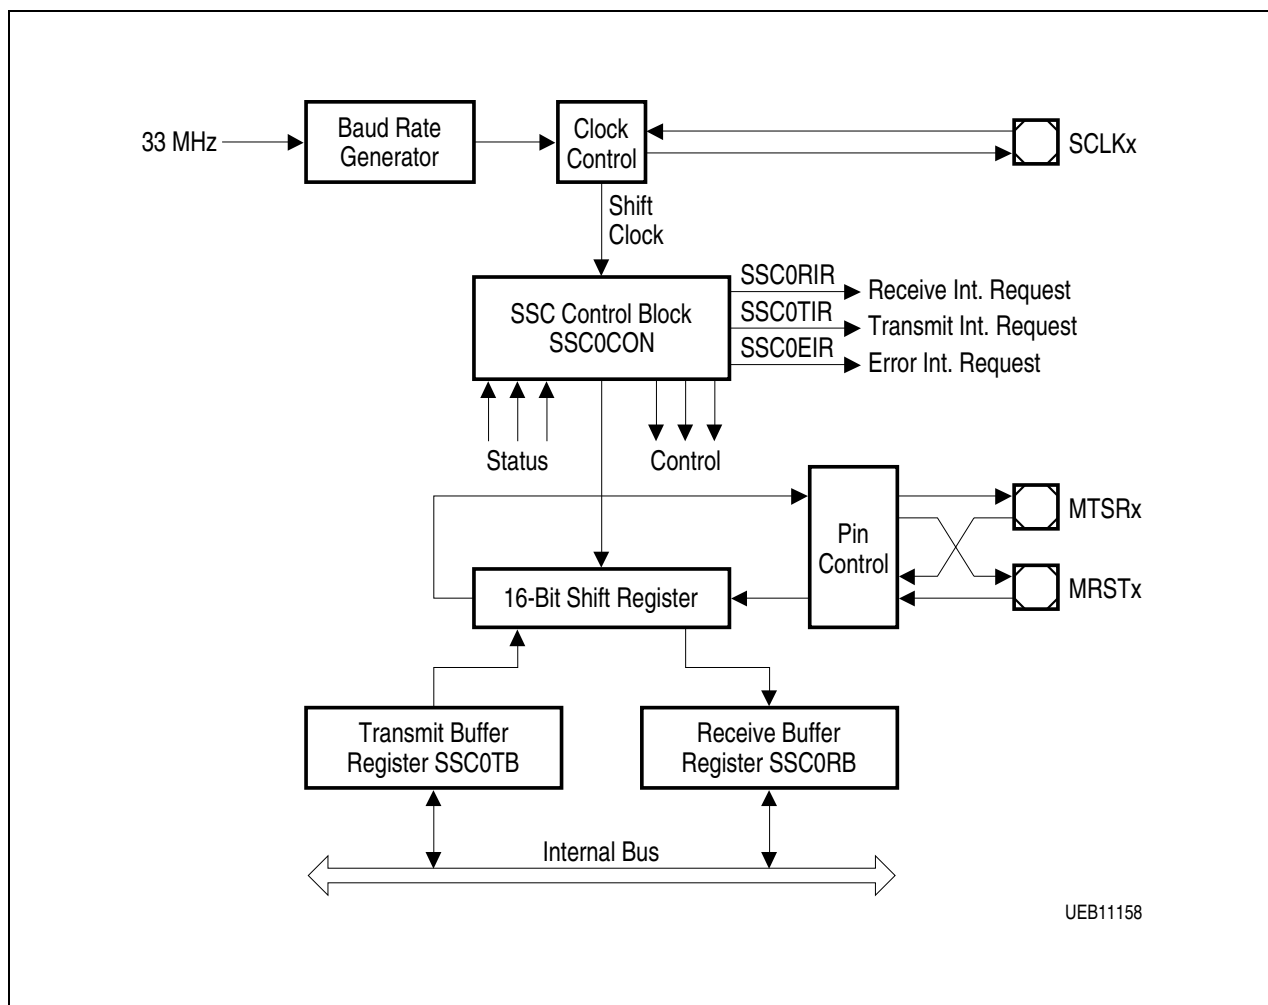 33 MHz
Baud Rate
Generator
Clock
Control
SCLKx
Shift
Clock
SSC Control Block
SSC0CON
SSC0RIR
Receive Int. Request
SSC0TIR
Transmit Int. Request
SSC0EIR
Error Int. Request
Status
Control
Pin
Control
MTSRx
MRSTx
16-Bit Shift Register
Transmit Buffer
Register SSC0TB
Receive Buffer
Register SSC0RB
Internal Bus
UEB11158